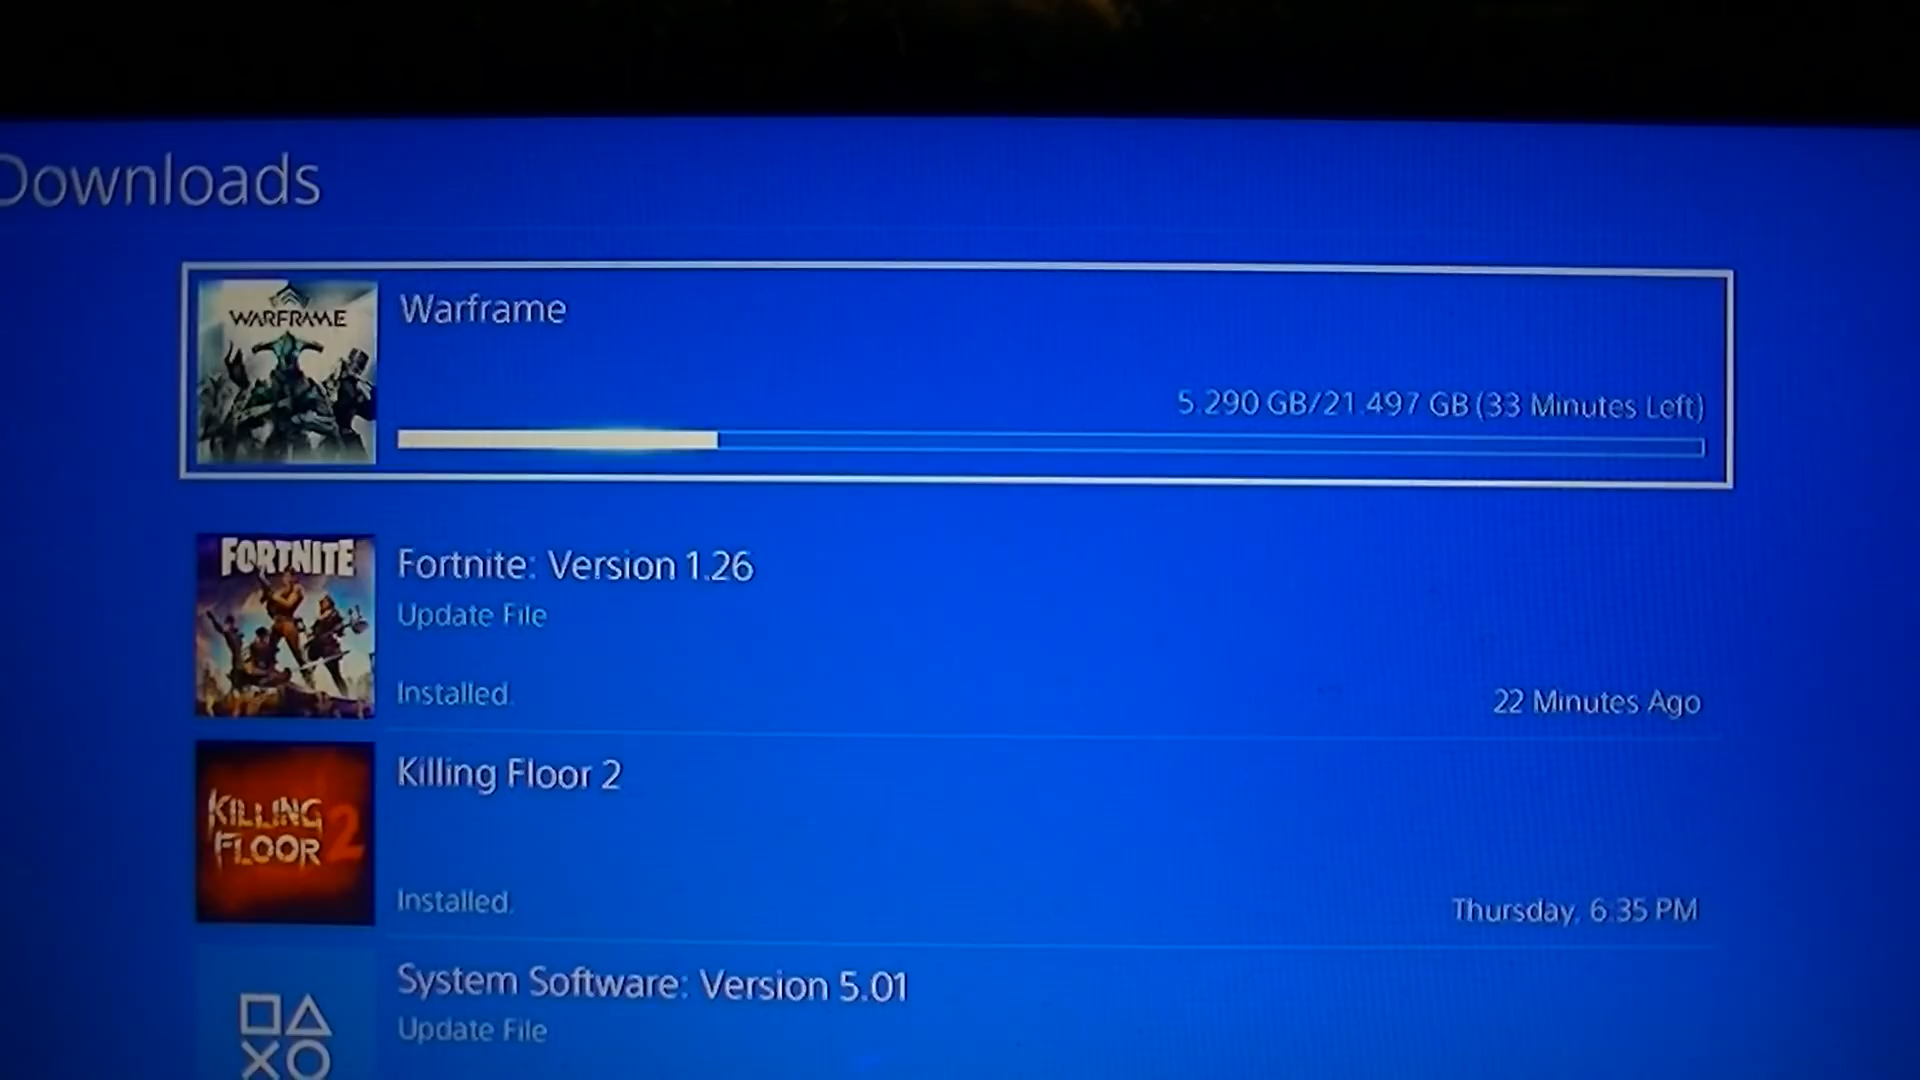 Downloads
WARFRAME
Warframe
5.290 GB/21.497 GB (33 Minutes Left)
FORTNITE
Fortnite: Version 1.26
Update File
Installed.
22 Minutes Ago
KILLING
FLOOR 2
Killing Floor 2
Installed.
Thursday, 6:35 PM
System Software: Version 5.01
Update File